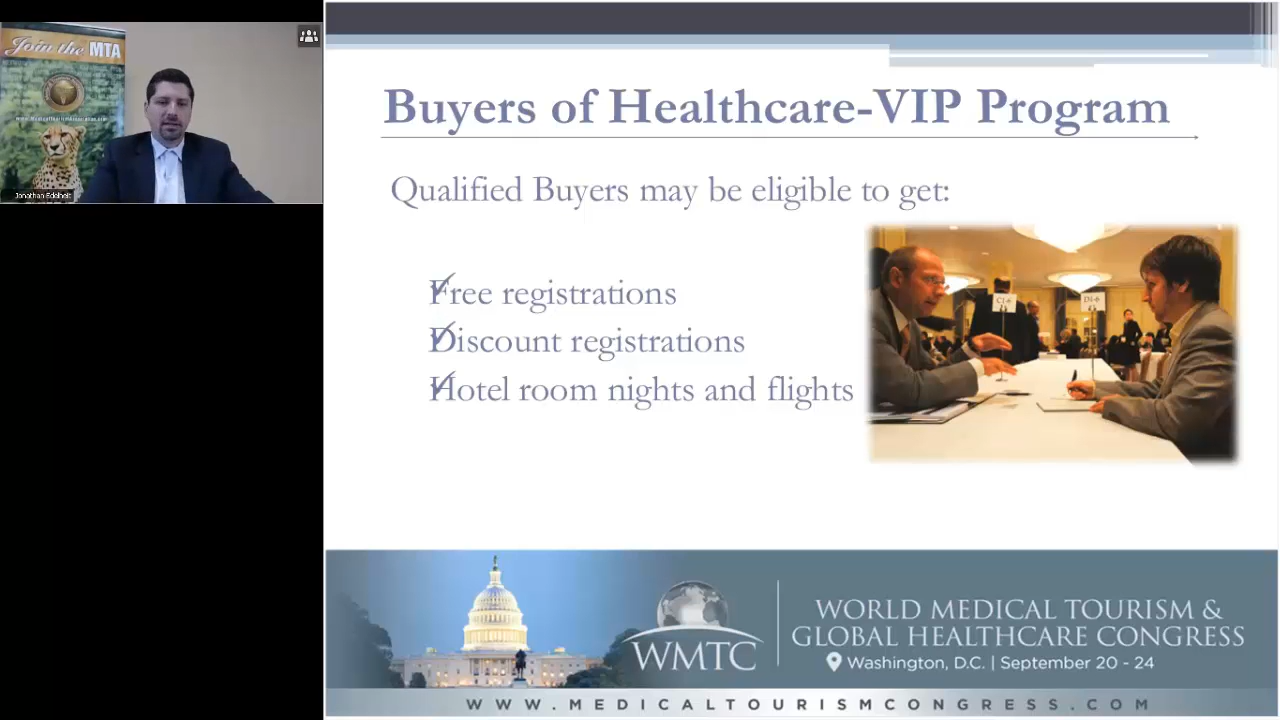 Join the MTA
Jonathan Edelheit
Buyers of Healthcare-VIP Program
Qualified Buyers may be eligible to get:
Free registrations
Discount registrations
Hotel room nights and flights
WMTC
WORLD MEDICAL TOURISM &
GLOBAL HEALTHCARE CONGRESS
Washington, D.C. | September 20 - 24
WWW.MEDICALTOURISMCONGRESS.COM